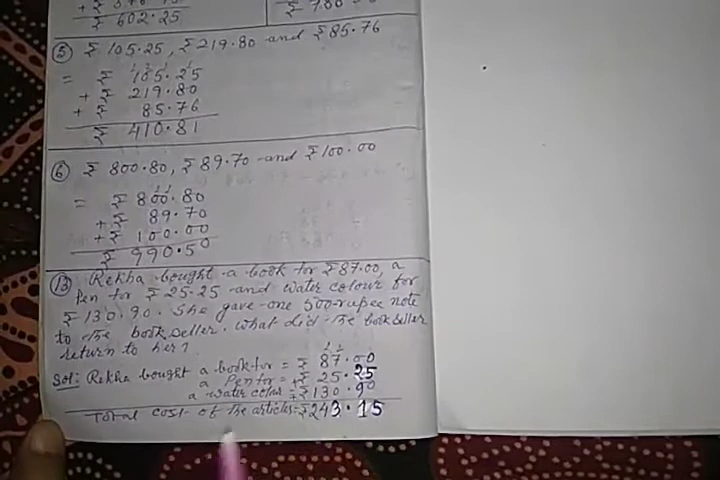 ₹ 602.25
₹ 780
(5) ₹ 105.25, ₹ 219.80 and ₹ 85.76
= ₹ 105.25
+ ₹ 219.80
+ ₹ 85.76
₹ 410.81
(6) ₹ 800.80, ₹ 89.70 and ₹ 100.00
= ₹ 800.80
+ ₹ 89.70
+ ₹ 100.00
₹ 990.50
(13) Rekha bought a book for ₹ 87.00, a
Pen for ₹ 25.25 and water colour for
₹ 130.90. She gave one 500 rupee note
to the book seller. What did the bookseller
return to her?
Sol: Rekha bought a book for = ₹ 87.00
a Pen for = + ₹ 25.25
a water colour + ₹ 130.90
Total cost of the articles = ₹ 243.15